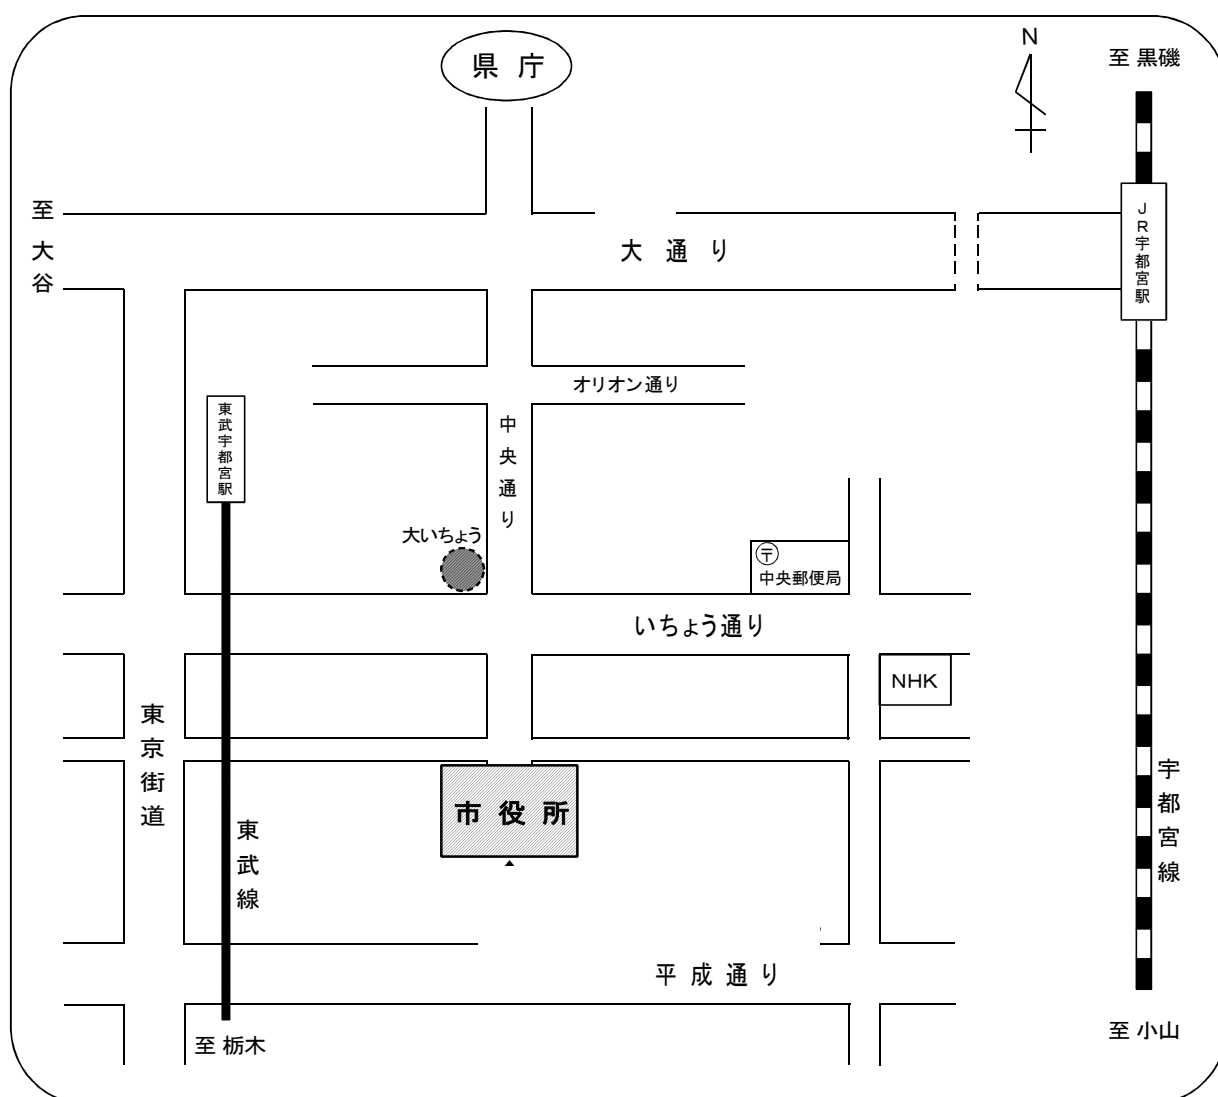 県庁
N
至 黒磯
至大谷
大通り
JR宇都宮駅
オリオン通り
東武宇都宮駅
中央通り
大いちょう
〒
中央郵便局
いちょう通り
NHK
東京街道
市役所
宇都宮線
東武線
平成通り
至 栃木
至 小山